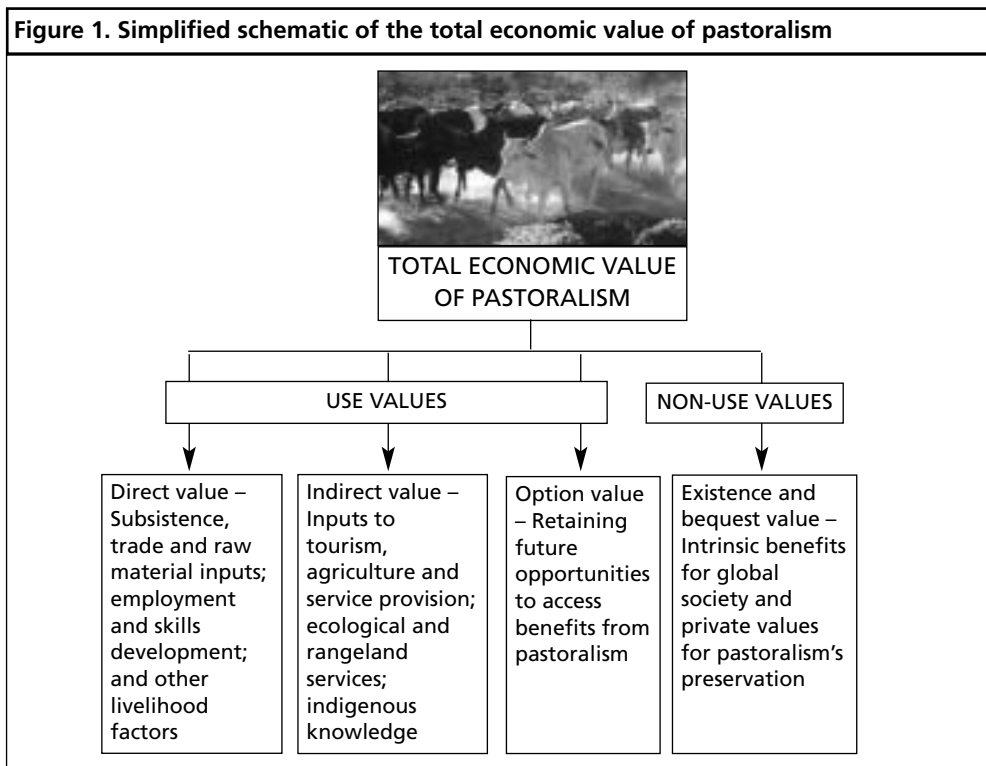 Figure 1. Simplified schematic of the total economic value of pastoralism
TOTAL ECONOMIC VALUE
OF PASTORALISM
USE VALUES
NON-USE VALUES
Direct value –
Subsistence,
trade and raw
material inputs;
employment
and skills
development;
and other
livelihood
factors
Indirect value –
Inputs to
tourism,
agriculture and
service provision;
ecological and
rangeland
services;
indigenous
knowledge
Option value
– Retaining
future
opportunities
to access
benefits from
pastoralism
Existence and
bequest value –
Intrinsic benefits
for global
society and
private values
for pastoralism’s
preservation